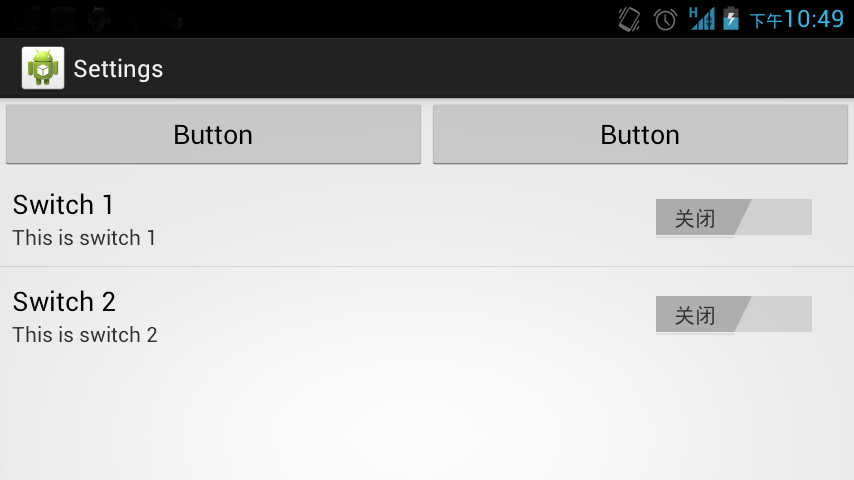 H 下午10:49
Settings
Button Button
Switch 1
This is switch 1
关闭
Switch 2
This is switch 2
关闭